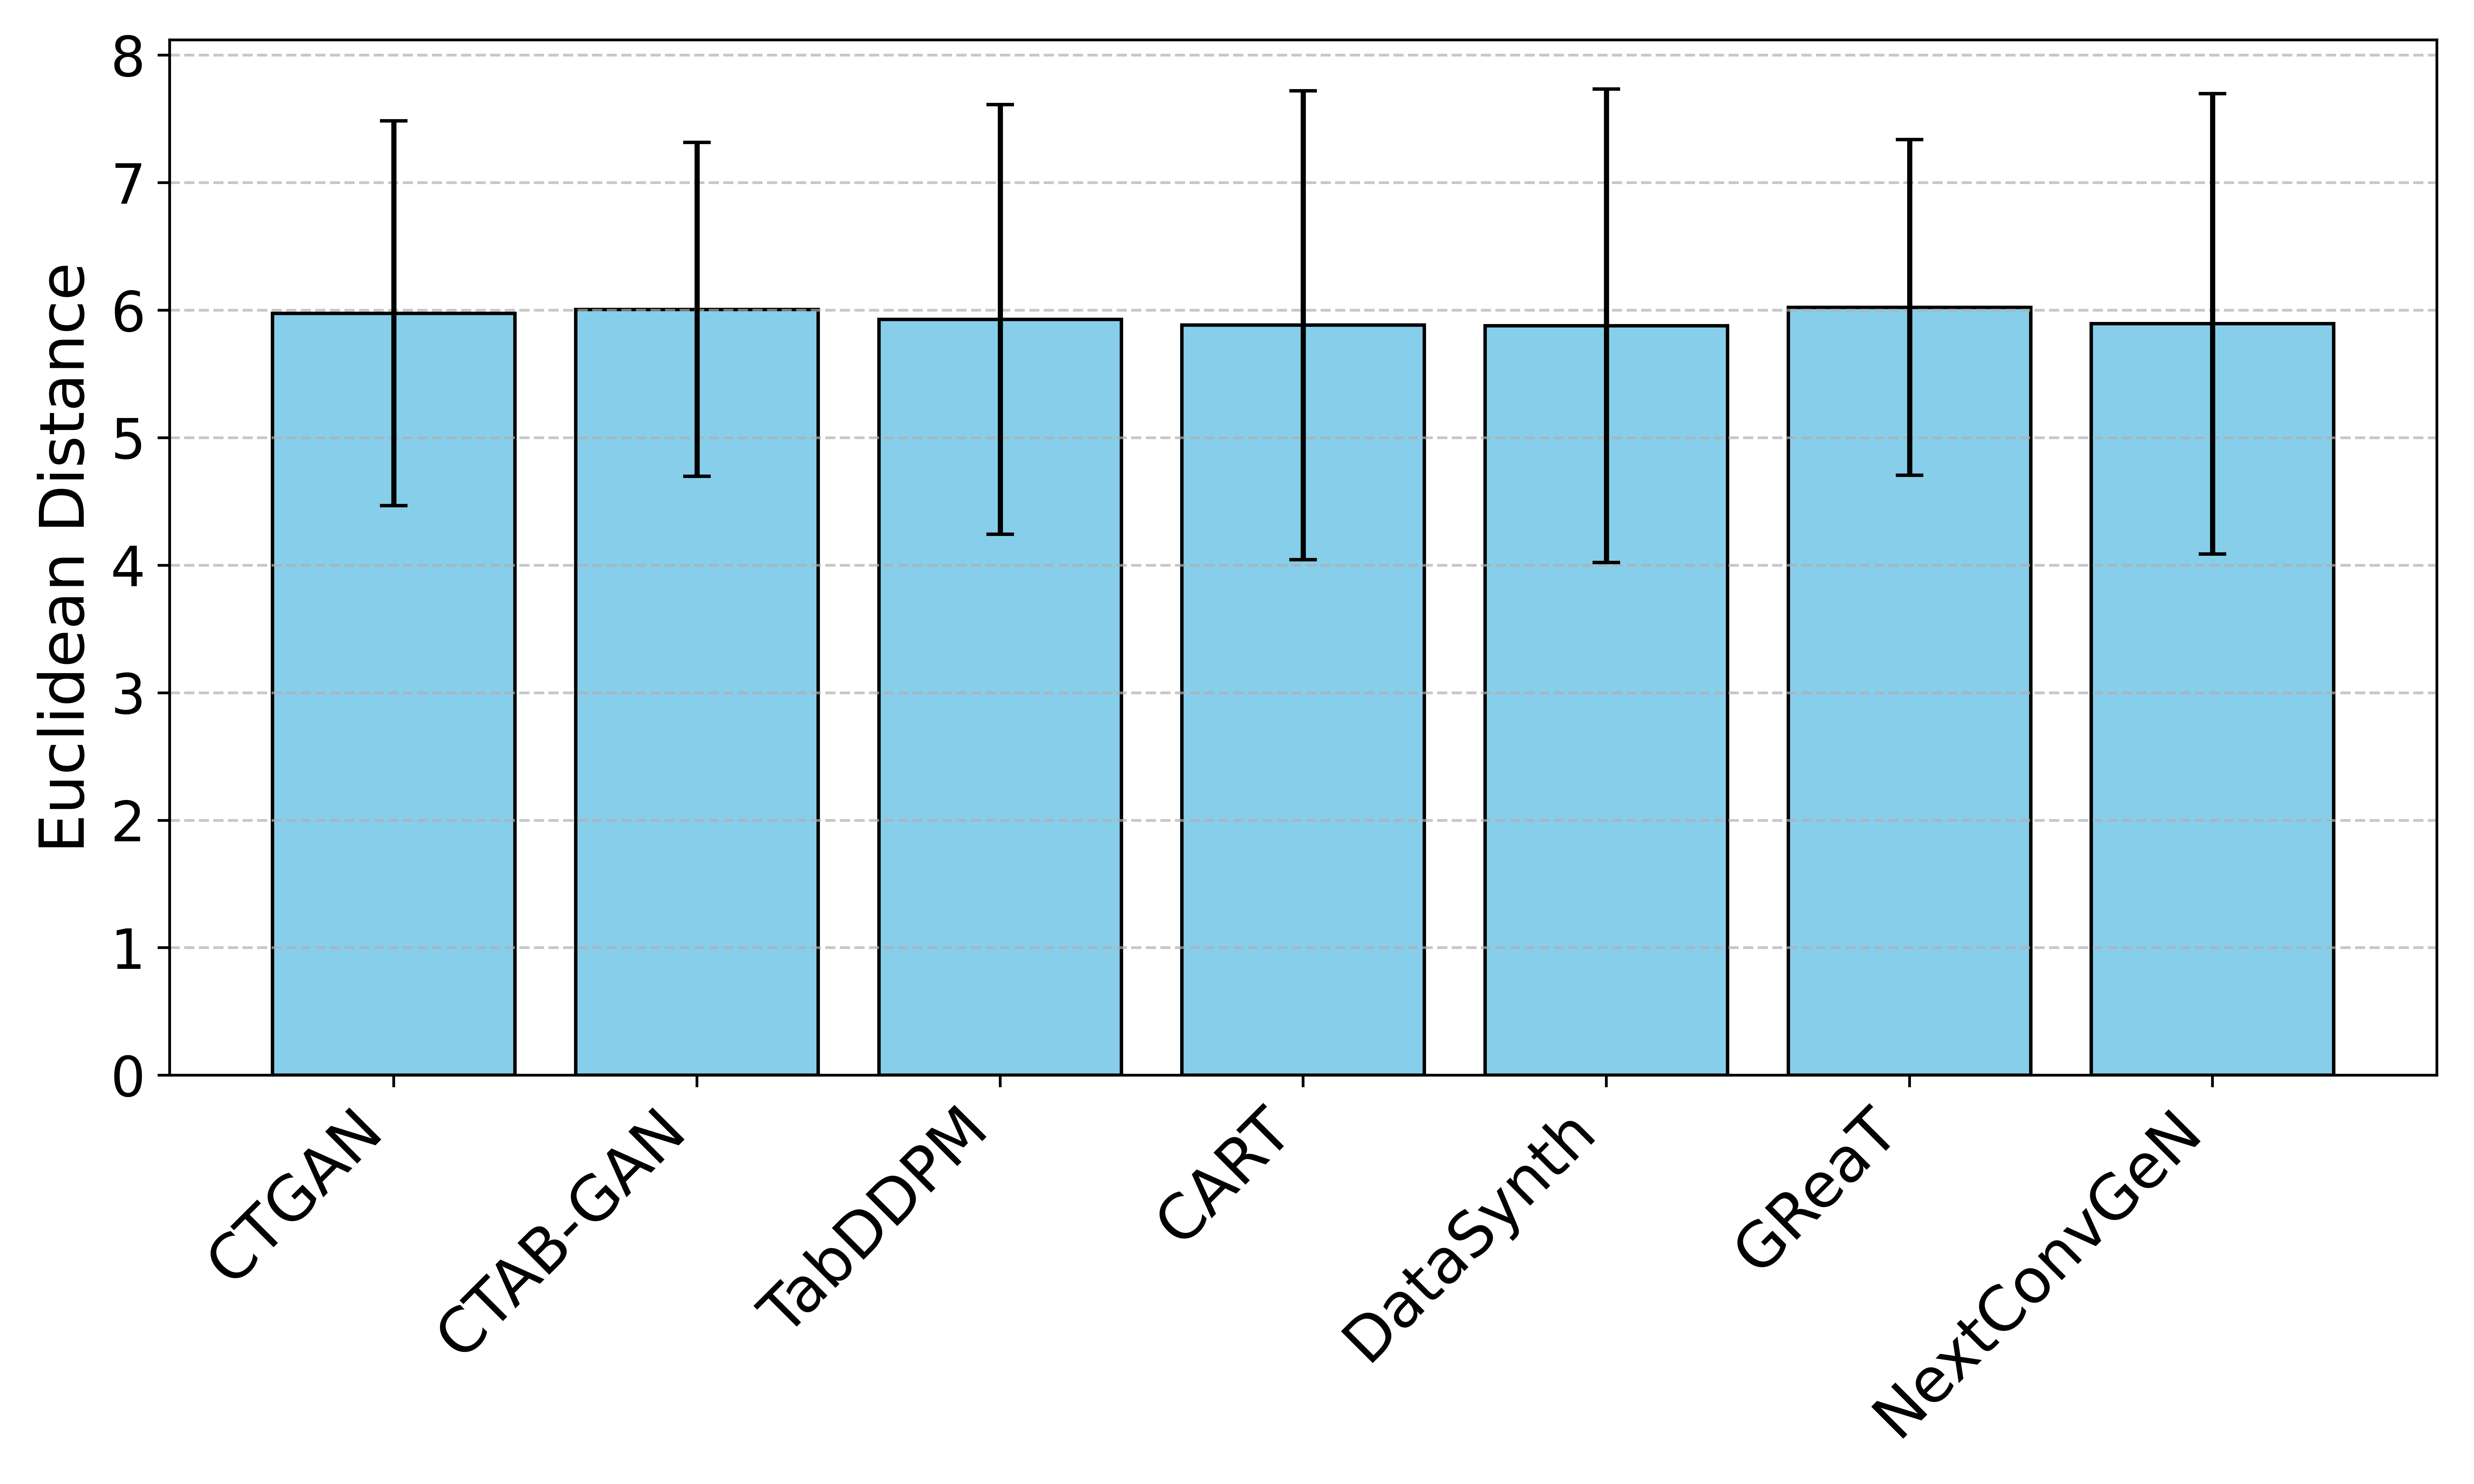 Euclidean Distance
8
7
6
5
4
3
2
1
0
CTGAN
CTAB-GAN
TabDDPM
CART
DataSynth
GReaT
NextConvGeN